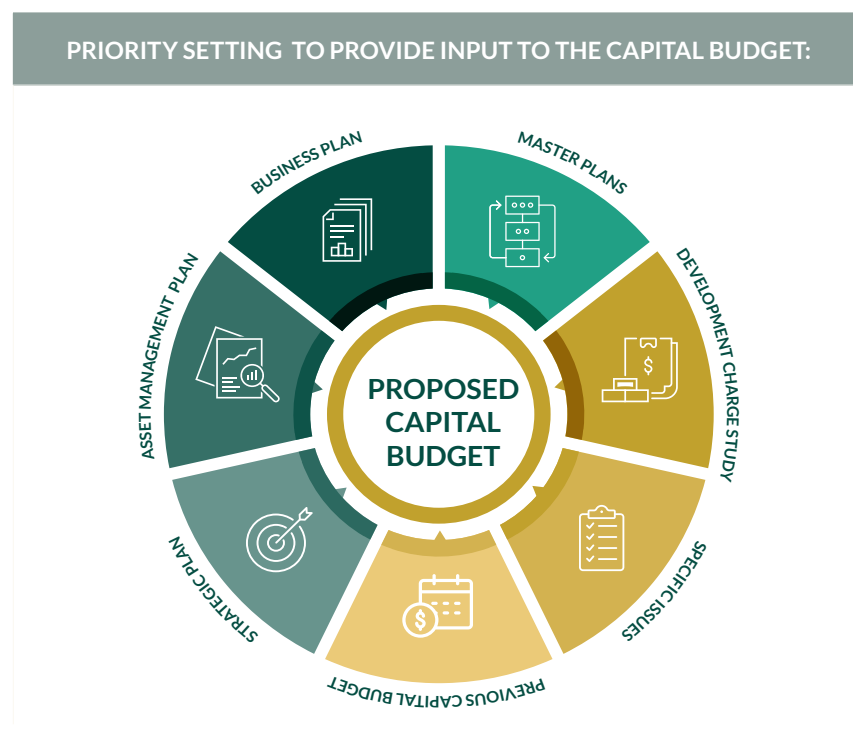 PRIORITY SETTING TO PROVIDE INPUT TO THE CAPITAL BUDGET:
BUSINESS PLAN
MASTER PLANS
DEVELOPMENT CHARGE STUDY
SPECIFIC ISSUES
PREVIOUS CAPITAL BUDGET
STRATEGIC PLAN
ASSET MANAGEMENT PLAN
PROPOSED
CAPITAL
BUDGET
$
$